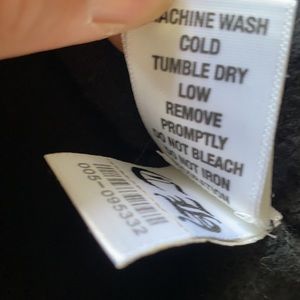 MACHINE WASH
COLD
TUMBLE DRY
LOW
REMOVE
PROMPTLY
DO NOT BLEACH
DO NOT IRON
005-095332